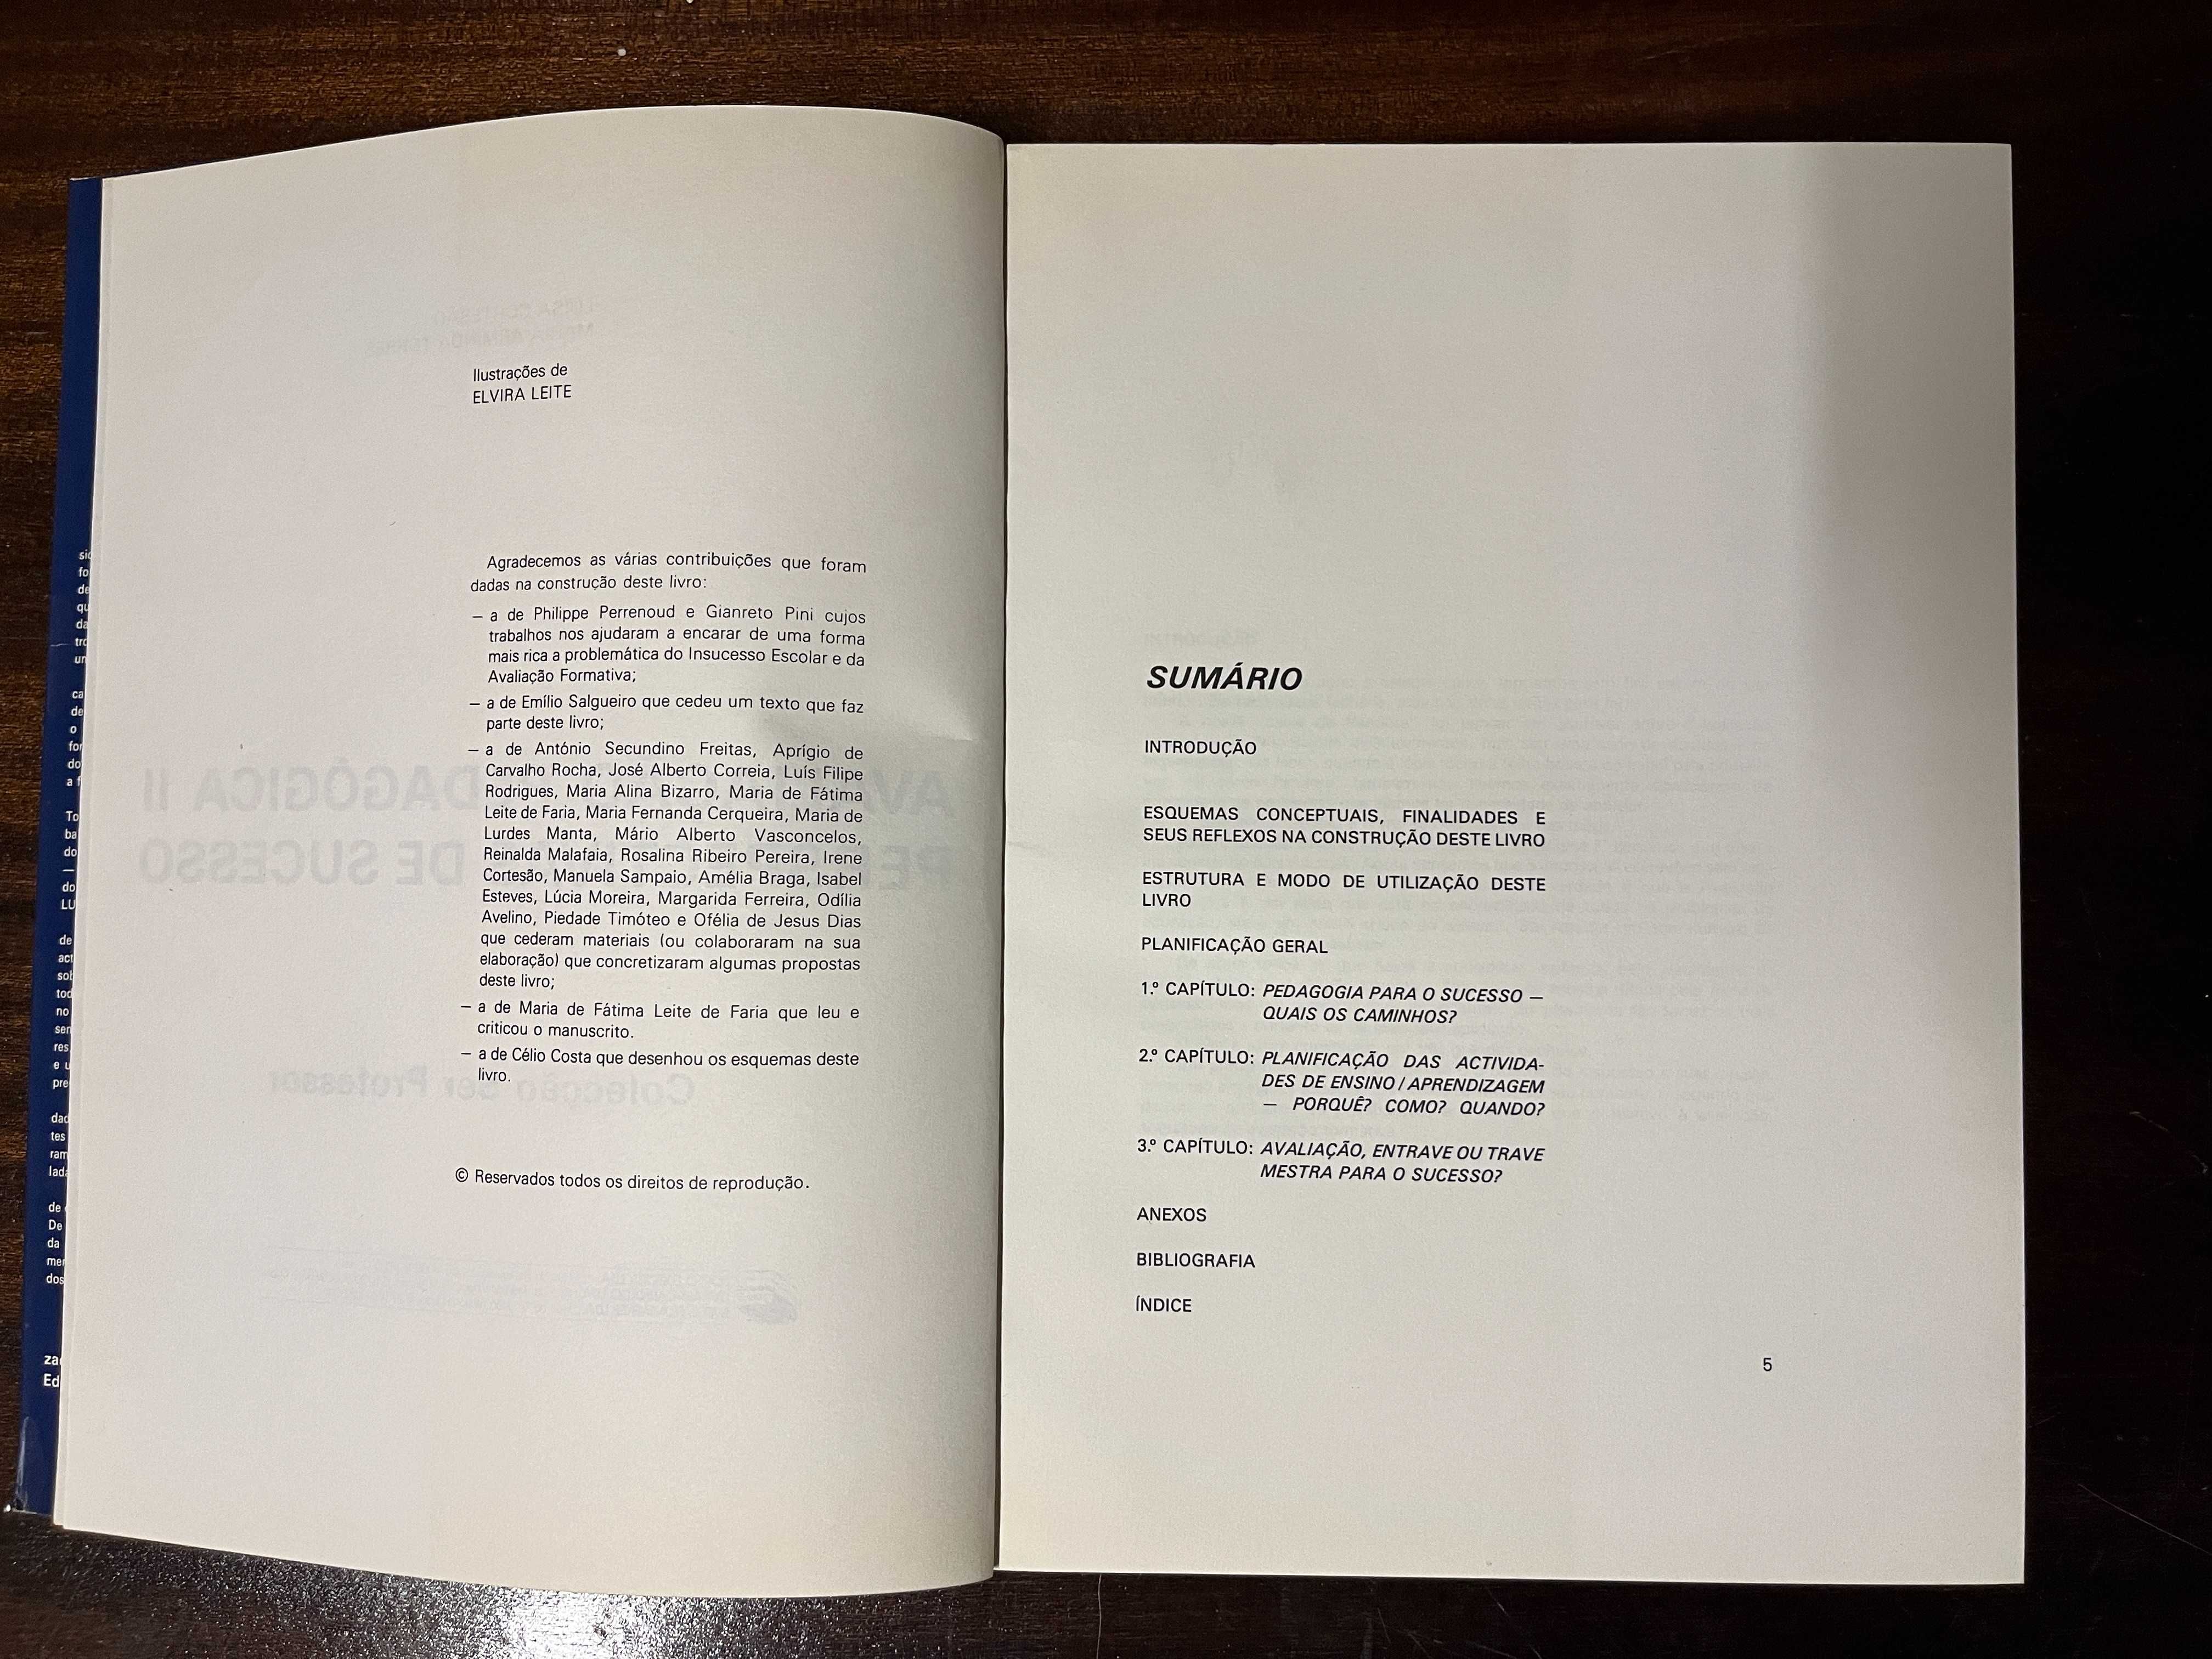 Ilustrações de
ELVIRA LEITE
Agradecemos as várias contribuições que foram
dadas na construção deste livro:
— a de Philippe Perrenoud e Gianreto Pini cujos
trabalhos nos ajudaram a encarar de uma forma
mais rica a problemática do Insucesso Escolar e da
Avaliação Formativa;
— a de Emílio Salgueiro que cedeu um texto que faz
parte deste livro;
— a de António Secundino Freitas, Aprígio de
Carvalho Rocha, José Alberto Correia, Luís Filipe
Rodrigues, Maria Alina Bizarro, Maria de Fátima
Leite de Faria, Maria Fernanda Cerqueira, Maria de
Lurdes Manta, Mário Alberto Vasconcelos,
Reinalda Malafaia, Rosalina Ribeiro Pereira, Irene
Cortesão, Manuela Sampaio, Amélia Braga, Isabel
Esteves, Lúcia Moreira, Margarida Ferreira, Odília
Avelino, Piedade Timóteo e Ofélia de Jesus Dias
que cederam materiais (ou colaboraram na sua
elaboração) que concretizaram algumas propostas
deste livro;
— a de Maria de Fátima Leite de Faria que leu e
criticou o manuscrito.
— a de Célio Costa que desenhou os esquemas deste
livro.
© Reservados todos os direitos de reprodução.
SUMÁRIO
INTRODUÇÃO
ESQUEMAS CONCEPTUAIS, FINALIDADES E
SEUS REFLEXOS NA CONSTRUÇÃO DESTE LIVRO
ESTRUTURA E MODO DE UTILIZAÇÃO DESTE
LIVRO
PLANIFICAÇÃO GERAL
1.º CAPÍTULO: PEDAGOGIA PARA O SUCESSO —
QUAIS OS CAMINHOS?
2.º CAPÍTULO: PLANIFICAÇÃO DAS ACTIVIDA-
DES DE ENSINO / APRENDIZAGEM
— PORQUÊ? COMO? QUANDO?
3.º CAPÍTULO: AVALIAÇÃO, ENTRAVE OU TRAVE
MESTRA PARA O SUCESSO?
ANEXOS
BIBLIOGRAFIA
ÍNDICE
5